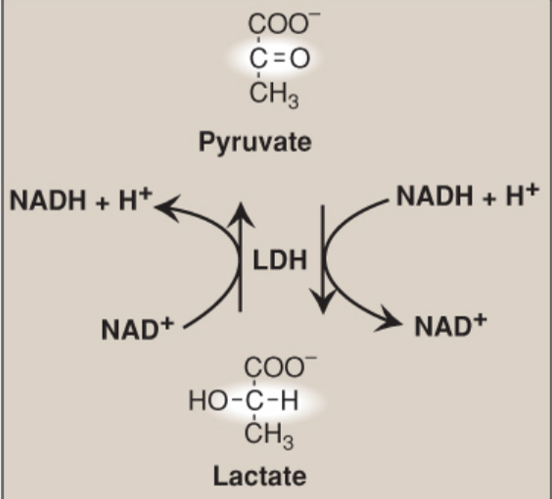 COO⁻
C=O
CH₃
Pyruvate
NADH + H⁺
NADH + H⁺
LDH
NAD⁺
NAD⁺
COO⁻
HO-C-H
CH₃
Lactate